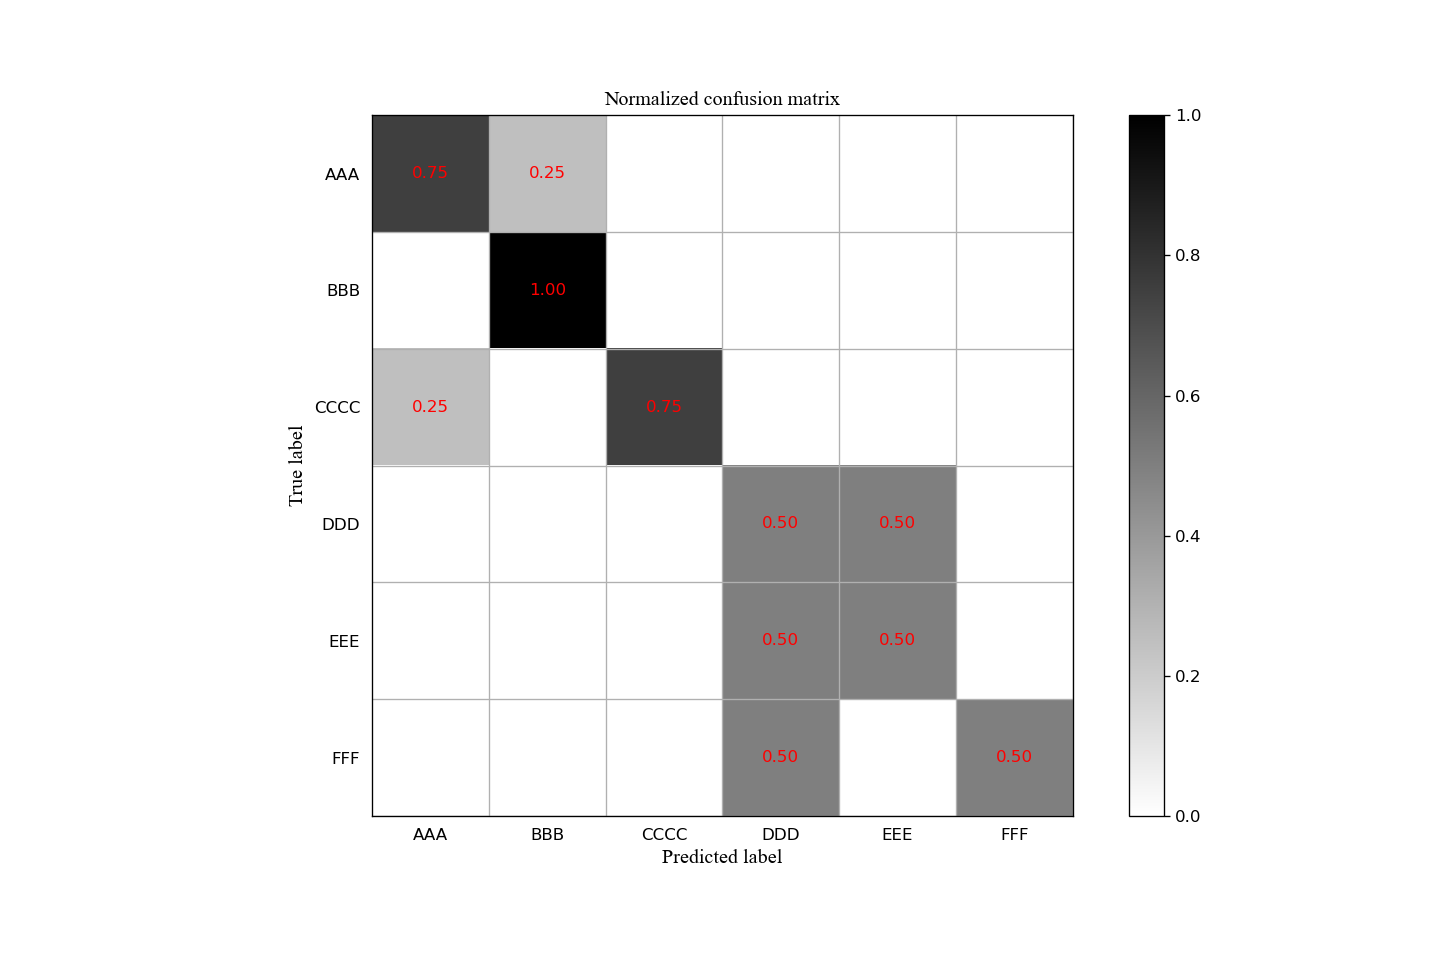 Normalized confusion matrix
1.0
AAA 0.75 0.25
0.8
BBB 1.00
0.6
CCCC 0.25 0.75
True label
0.4
DDD 0.50 0.50
EEE 0.50 0.50
0.2
FFF 0.50 0.50
0.0
AAA BBB CCCC DDD EEE FFF
Predicted label